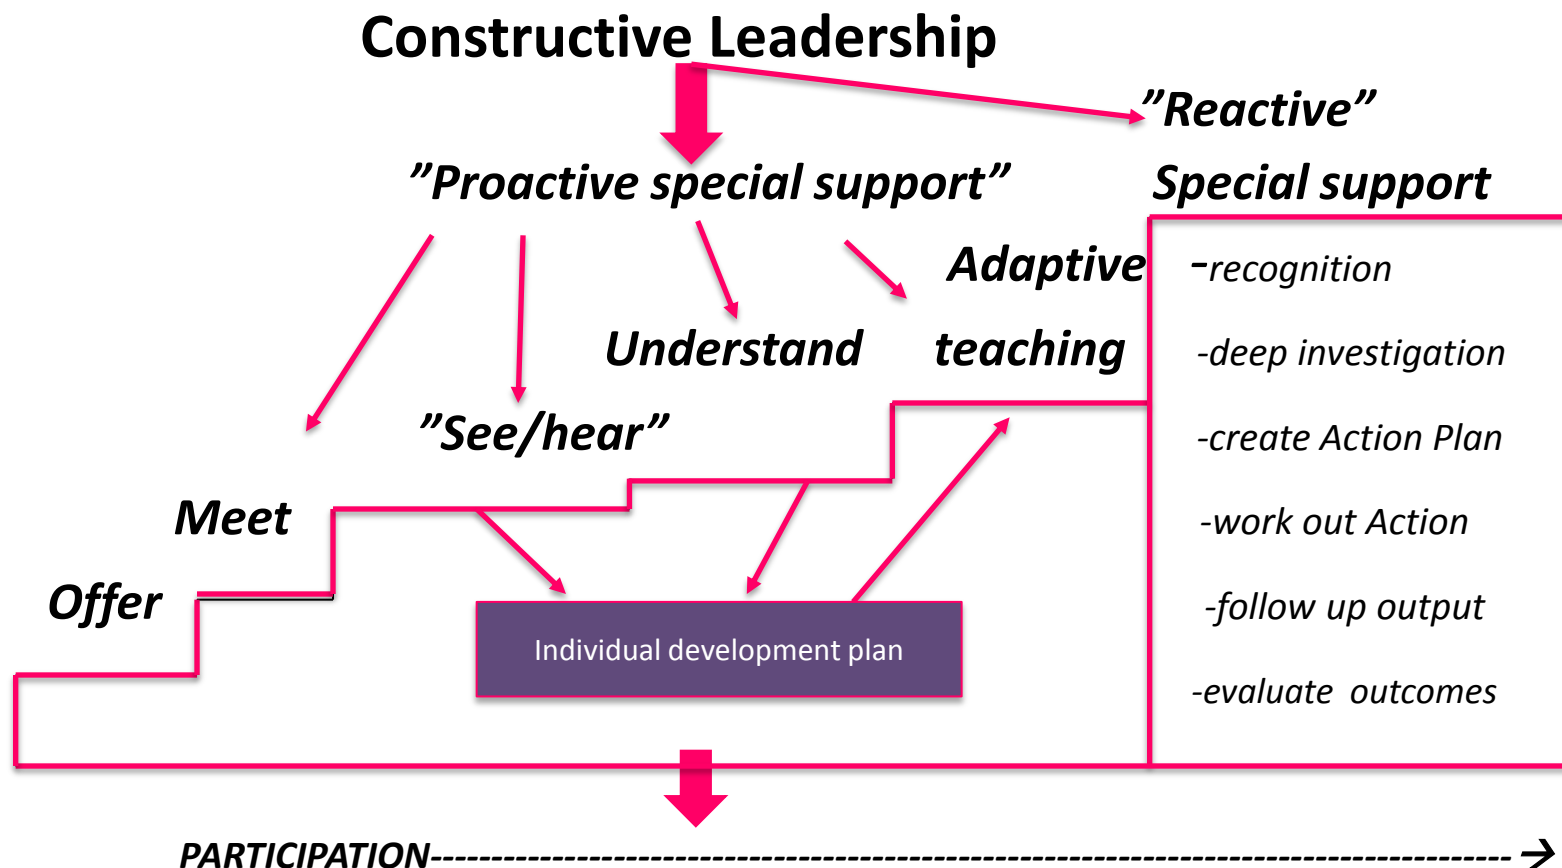 Constructive Leadership
”Reactive”
”Proactive special support”
Special support
Adaptive
teaching
Understand
”See/hear”
Meet
Offer
Individual development plan
-recognition
-deep investigation
-create Action Plan
-work out Action
-follow up output
-evaluate outcomes
PARTICIPATION--------------------------------------------------------------------------------------------→